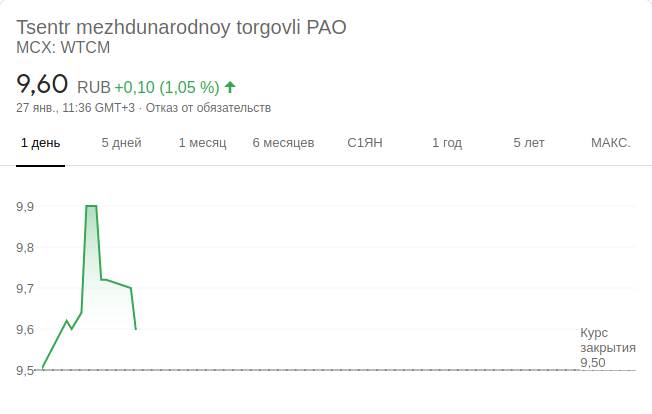 Tsentr mezhdunarodnoy torgovli PAO
MCX: WTCM
9,60 RUB +0,10 (1,05 %)
27 янв., 11:36 GMT+3 · Отказ от обязательств
1 день 5 дней 1 месяц 6 месяцев С1ЯН 1 год 5 лет МАКС.
9,9
9,8
9,7
9,6
Курс
закрытия
9,50
9,5